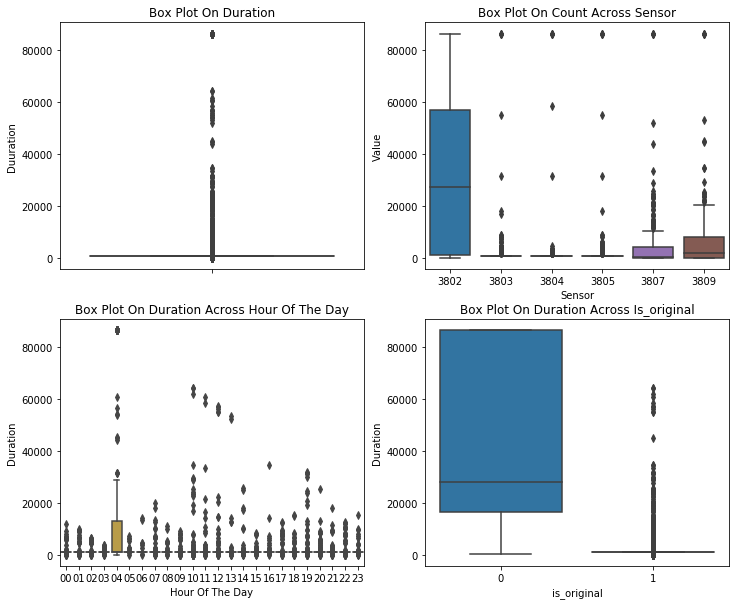 Box Plot On Duration
Duuration
80000
60000
40000
20000
0
Box Plot On Count Across Sensor
Value
80000
60000
40000
20000
0
3802 3803 3804 3805 3807 3809
Sensor
Box Plot On Duration Across Hour Of The Day
Duration
80000
60000
40000
20000
0
00 01 02 03 04 05 06 07 08 09 10 11 12 13 14 15 16 17 18 19 20 21 22 23
Hour Of The Day
Box Plot On Duration Across Is_original
Duration
80000
60000
40000
20000
0
0 1
is_original